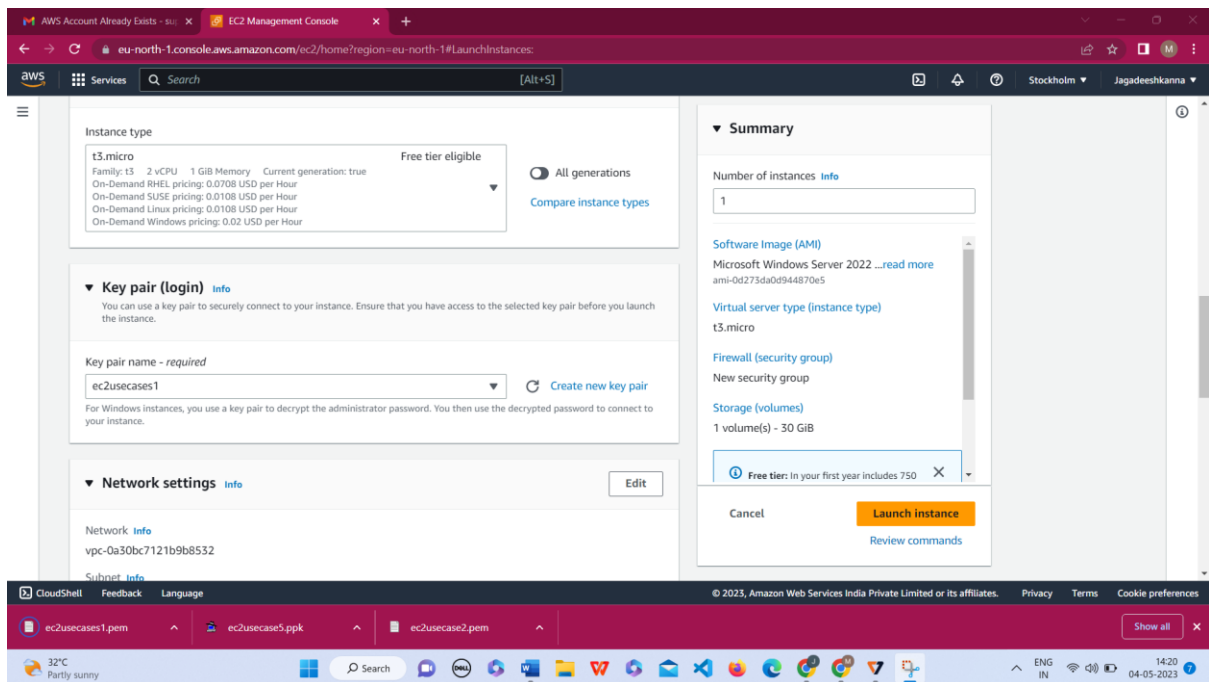 AWS Account Already Exists - sup
EC2 Management Console
eu-north-1.console.aws.amazon.com/ec2/home?region=eu-north-1#LaunchInstances:
M
aws
Services
Search
[Alt+S]
Stockholm
Jagadeeshkanna
Instance type
t3.micro
Free tier eligible
Family: t3 2 vCPU 1 GiB Memory Current generation: true
On-Demand RHEL pricing: 0.0708 USD per Hour
On-Demand SUSE pricing: 0.0108 USD per Hour
On-Demand Linux pricing: 0.0108 USD per Hour
On-Demand Windows pricing: 0.02 USD per Hour
All generations
Compare instance types
Key pair (login) Info
You can use a key pair to securely connect to your instance. Ensure that you have access to the selected key pair before you launch
the instance.
Key pair name - required
ec2usecases1
Create new key pair
For Windows instances, you use a key pair to decrypt the administrator password. You then use the decrypted password to connect to
your instance.
Network settings Info
Edit
Network Info
vpc-0a30bc7121b9b8532
Subnet Info
Summary
Number of instances Info
1
Software Image (AMI)
Microsoft Windows Server 2022 ...read more
ami-0d273da0d944870e5
Virtual server type (instance type)
t3.micro
Firewall (security group)
New security group
Storage (volumes)
1 volume(s) - 30 GiB
Free tier: In your first year includes 750
Cancel
Launch instance
Review commands
CloudShell
Feedback
Language
© 2023, Amazon Web Services India Private Limited or its affiliates.
Privacy
Terms
Cookie preferences
ec2usecases1.pem
ec2usecase5.ppk
ec2usecase2.pem
Show all
32°C
Partly sunny
Search
ENG
IN
14:20
04-05-2023
7